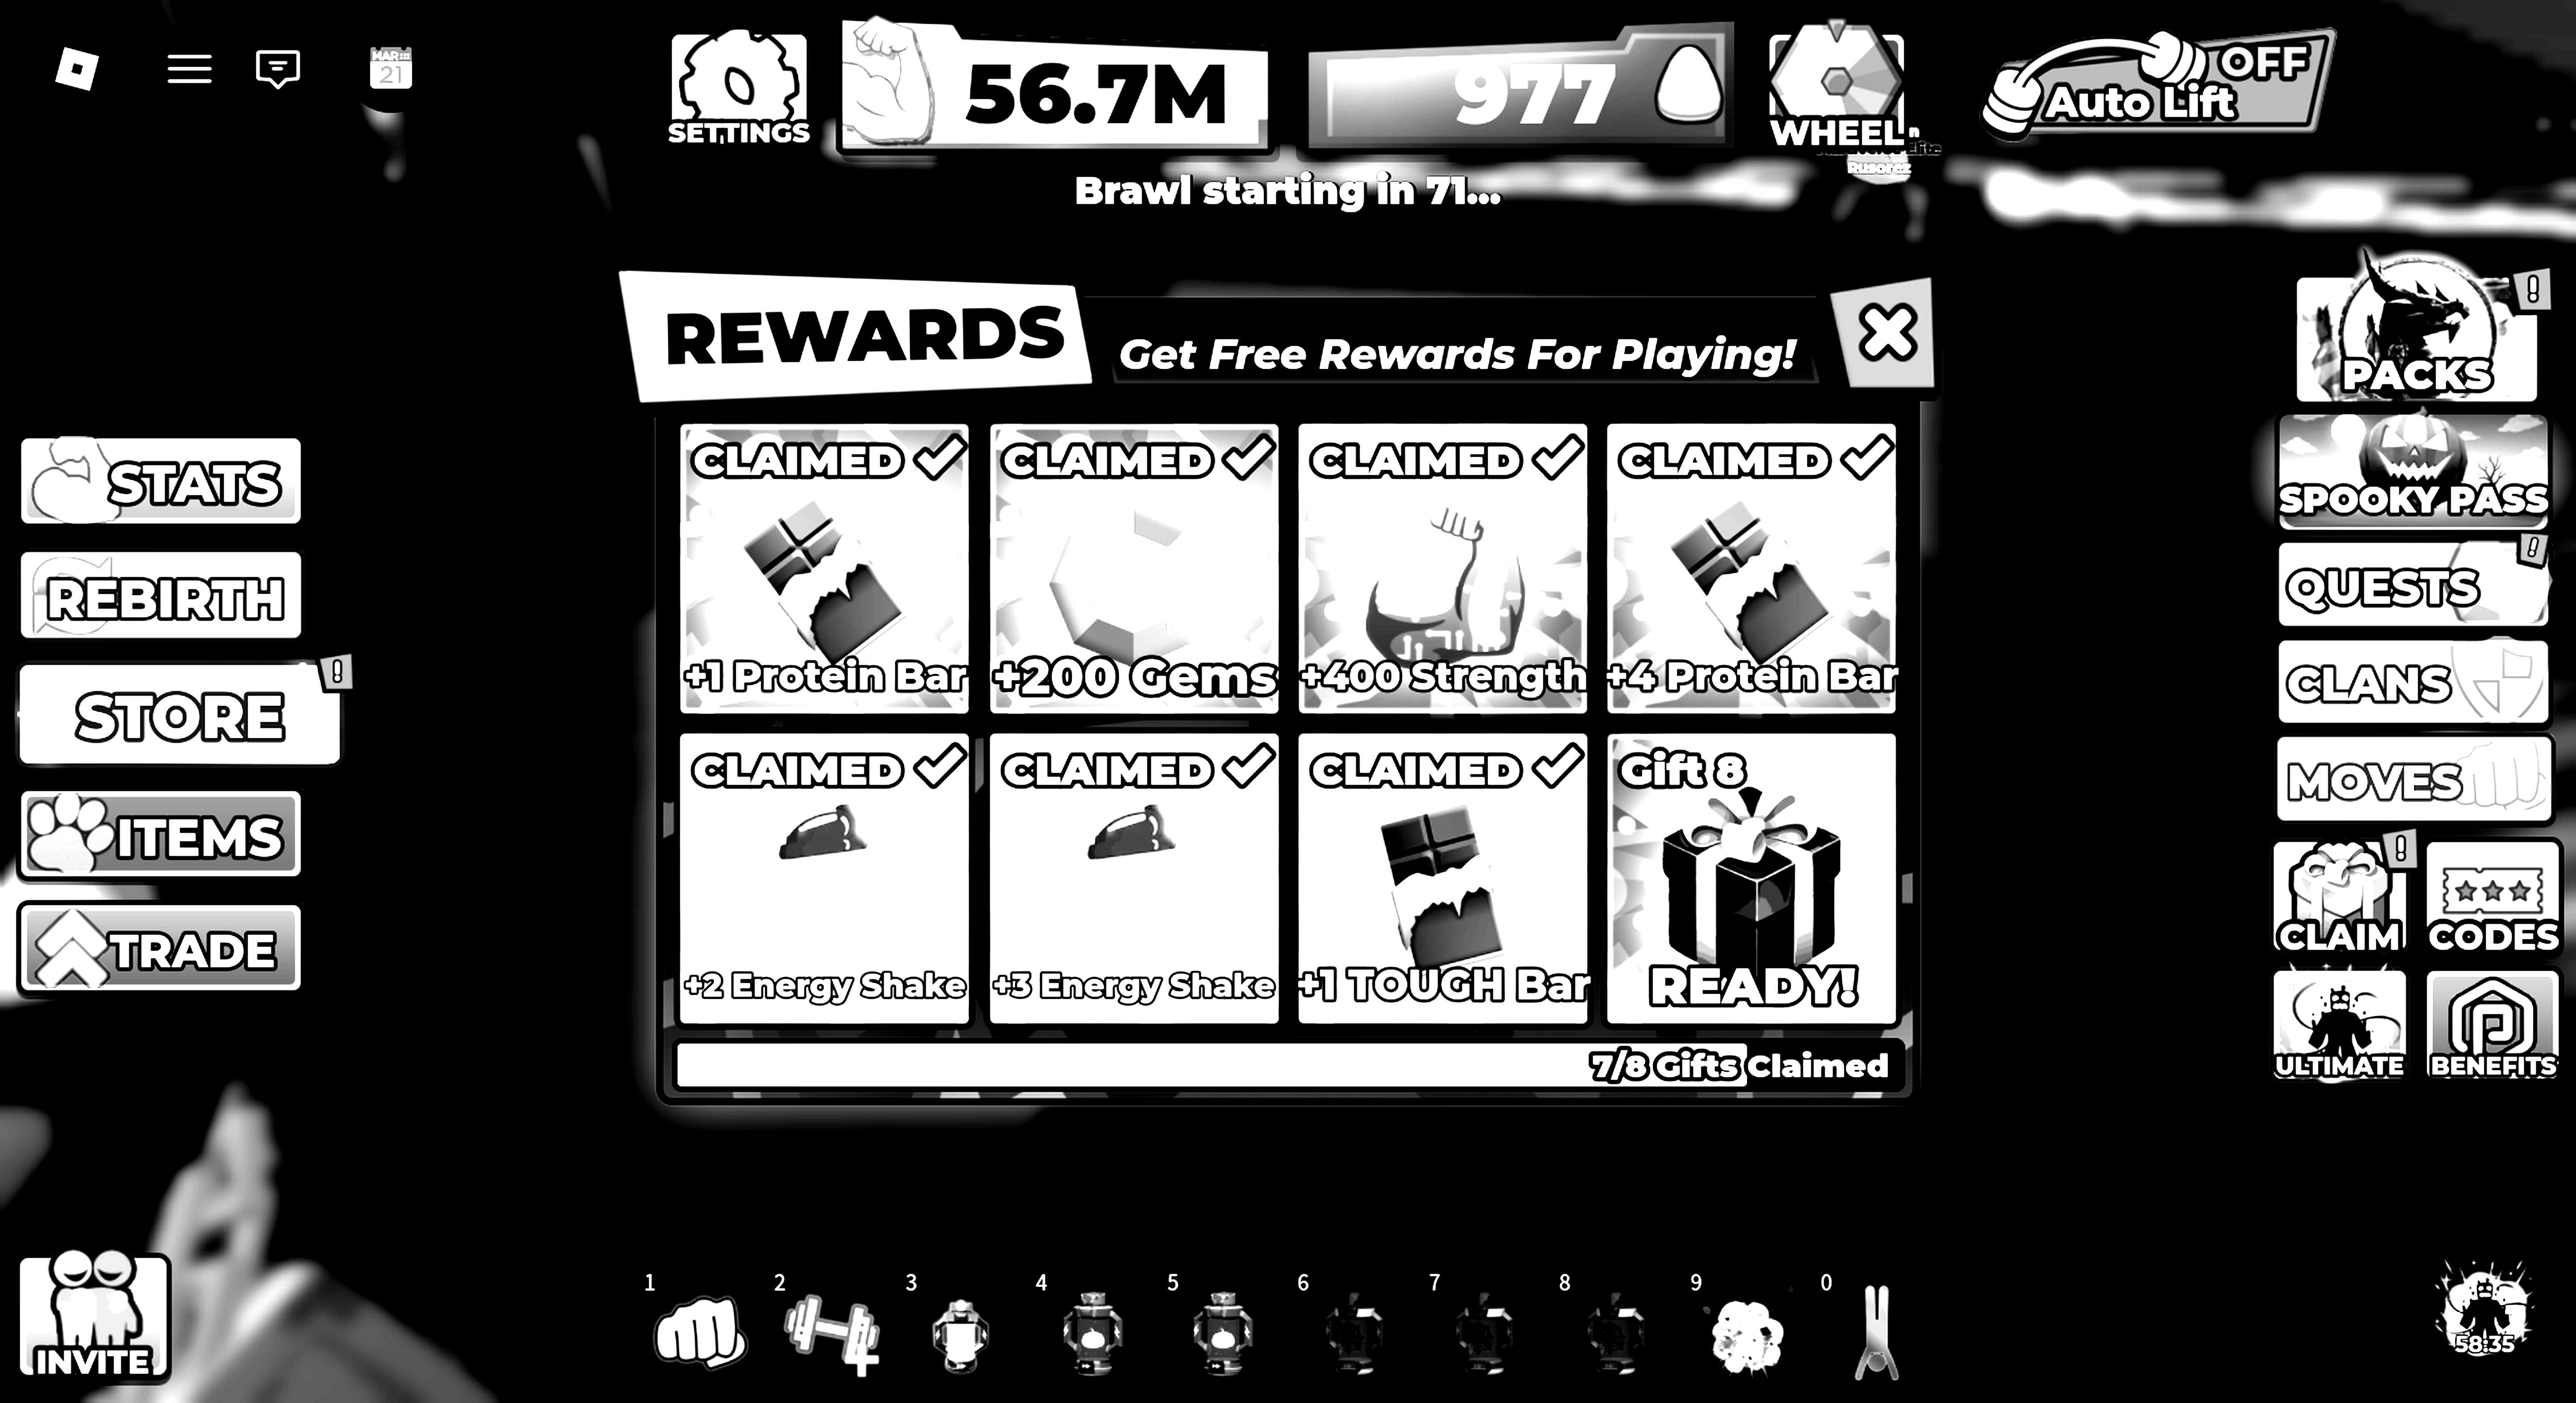 MAR
21
SETTINGS
56.7M
977
WHEEL
OFF
Auto Lift
Elite
Rusorez
Brawl starting in 71...
REWARDS
Get Free Rewards For Playing!
CLAIMED
+1 Protein Bar
CLAIMED
+200 Gems
CLAIMED
+400 Strength
CLAIMED
+4 Protein Bar
CLAIMED
+2 Energy Shake
CLAIMED
+3 Energy Shake
CLAIMED
+1 TOUGH Bar
Gift 8
READY!
7/8 Gifts Claimed
STATS
REBIRTH
!
STORE
ITEMS
TRADE
INVITE
!
PACKS
SPOOKY PASS
!
QUESTS
CLANS
MOVES
!
CLAIM
CODES
ULTIMATE
BENEFITS
1 2 3 4 5 6 7 8 9 0
58:35